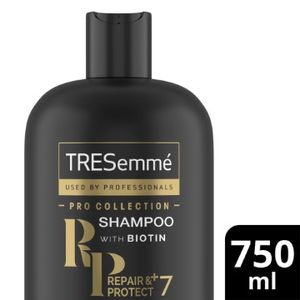 TRESemmé
USED BY PROFESSIONALS
PRO COLLECTION
SHAMPOO
WITH BIOTIN
RP
REPAIR &
PROTECT +7
750
ml